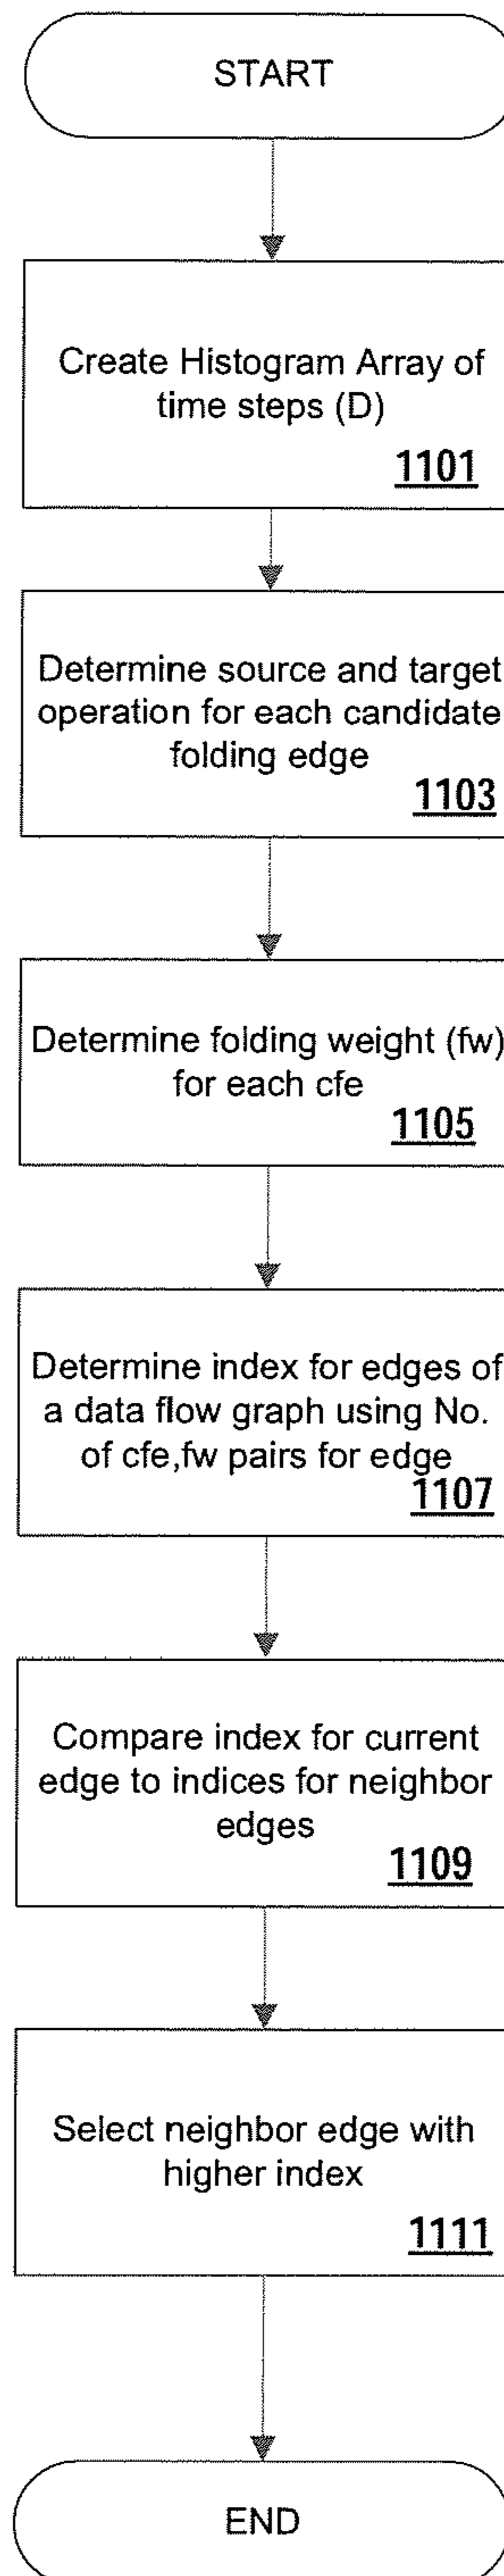 START
Create Histogram Array of
time steps (D)
1101
Determine source and target
operation for each candidate
folding edge
1103
Determine folding weight (fw)
for each cfe
1105
Determine index for edges of
a data flow graph using No.
of cfe,fw pairs for edge
1107
Compare index for current
edge to indices for neighbor
edges
1109
Select neighbor edge with
higher index
1111
END